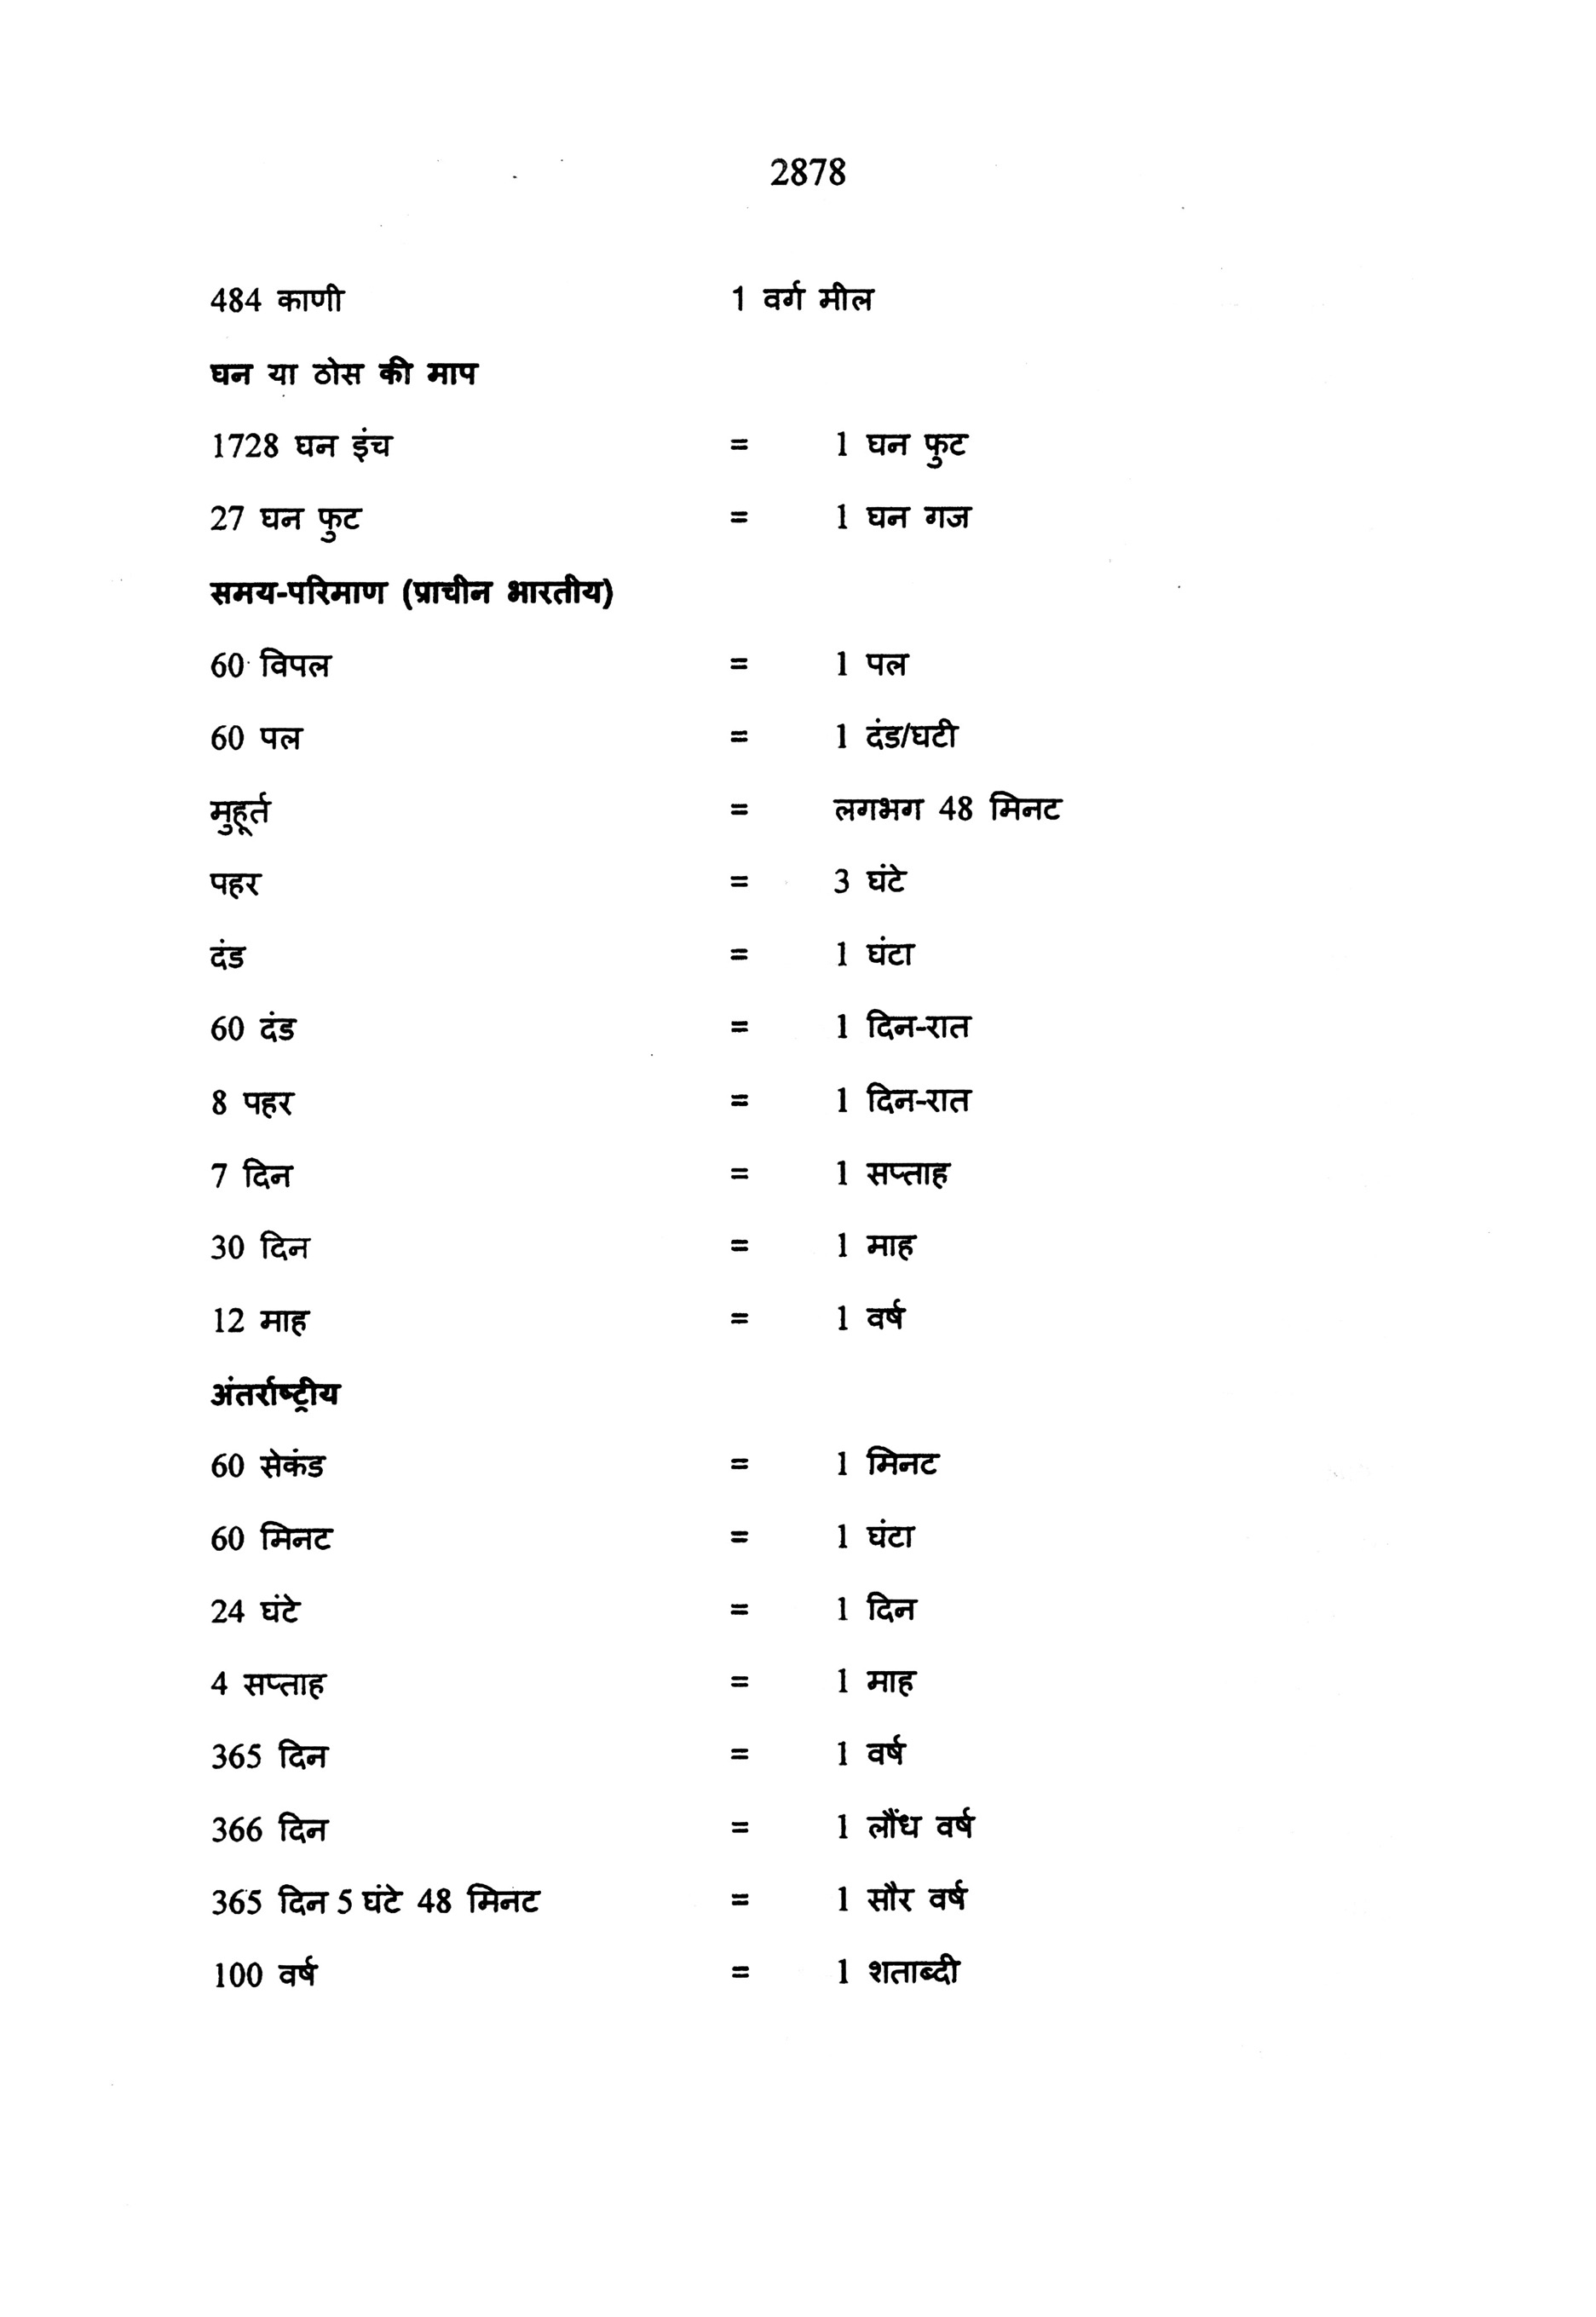 2878
484 काणी 1 वर्ग मील
घन या ठोस की माप
1728 घन इंच = 1 घन फुट
27 घन फुट = 1 घन गज
समय-परिमाण (प्राचीन भारतीय)
60 विपल = 1 पल
60 पल = 1 दंड/घटी
मुहूर्त = लगभग 48 मिनट
पहर = 3 घंटे
दंड = 1 घंटा
60 दंड = 1 दिन-रात
8 पहर = 1 दिन-रात
7 दिन = 1 सप्ताह
30 दिन = 1 माह
12 माह = 1 वर्ष
अंतर्राष्ट्रीय
60 सेकंड = 1 मिनट
60 मिनट = 1 घंटा
24 घंटे = 1 दिन
4 सप्ताह = 1 माह
365 दिन = 1 वर्ष
366 दिन = 1 लौंध वर्ष
365 दिन 5 घंटे 48 मिनट = 1 सौर वर्ष
100 वर्ष = 1 शताब्दी